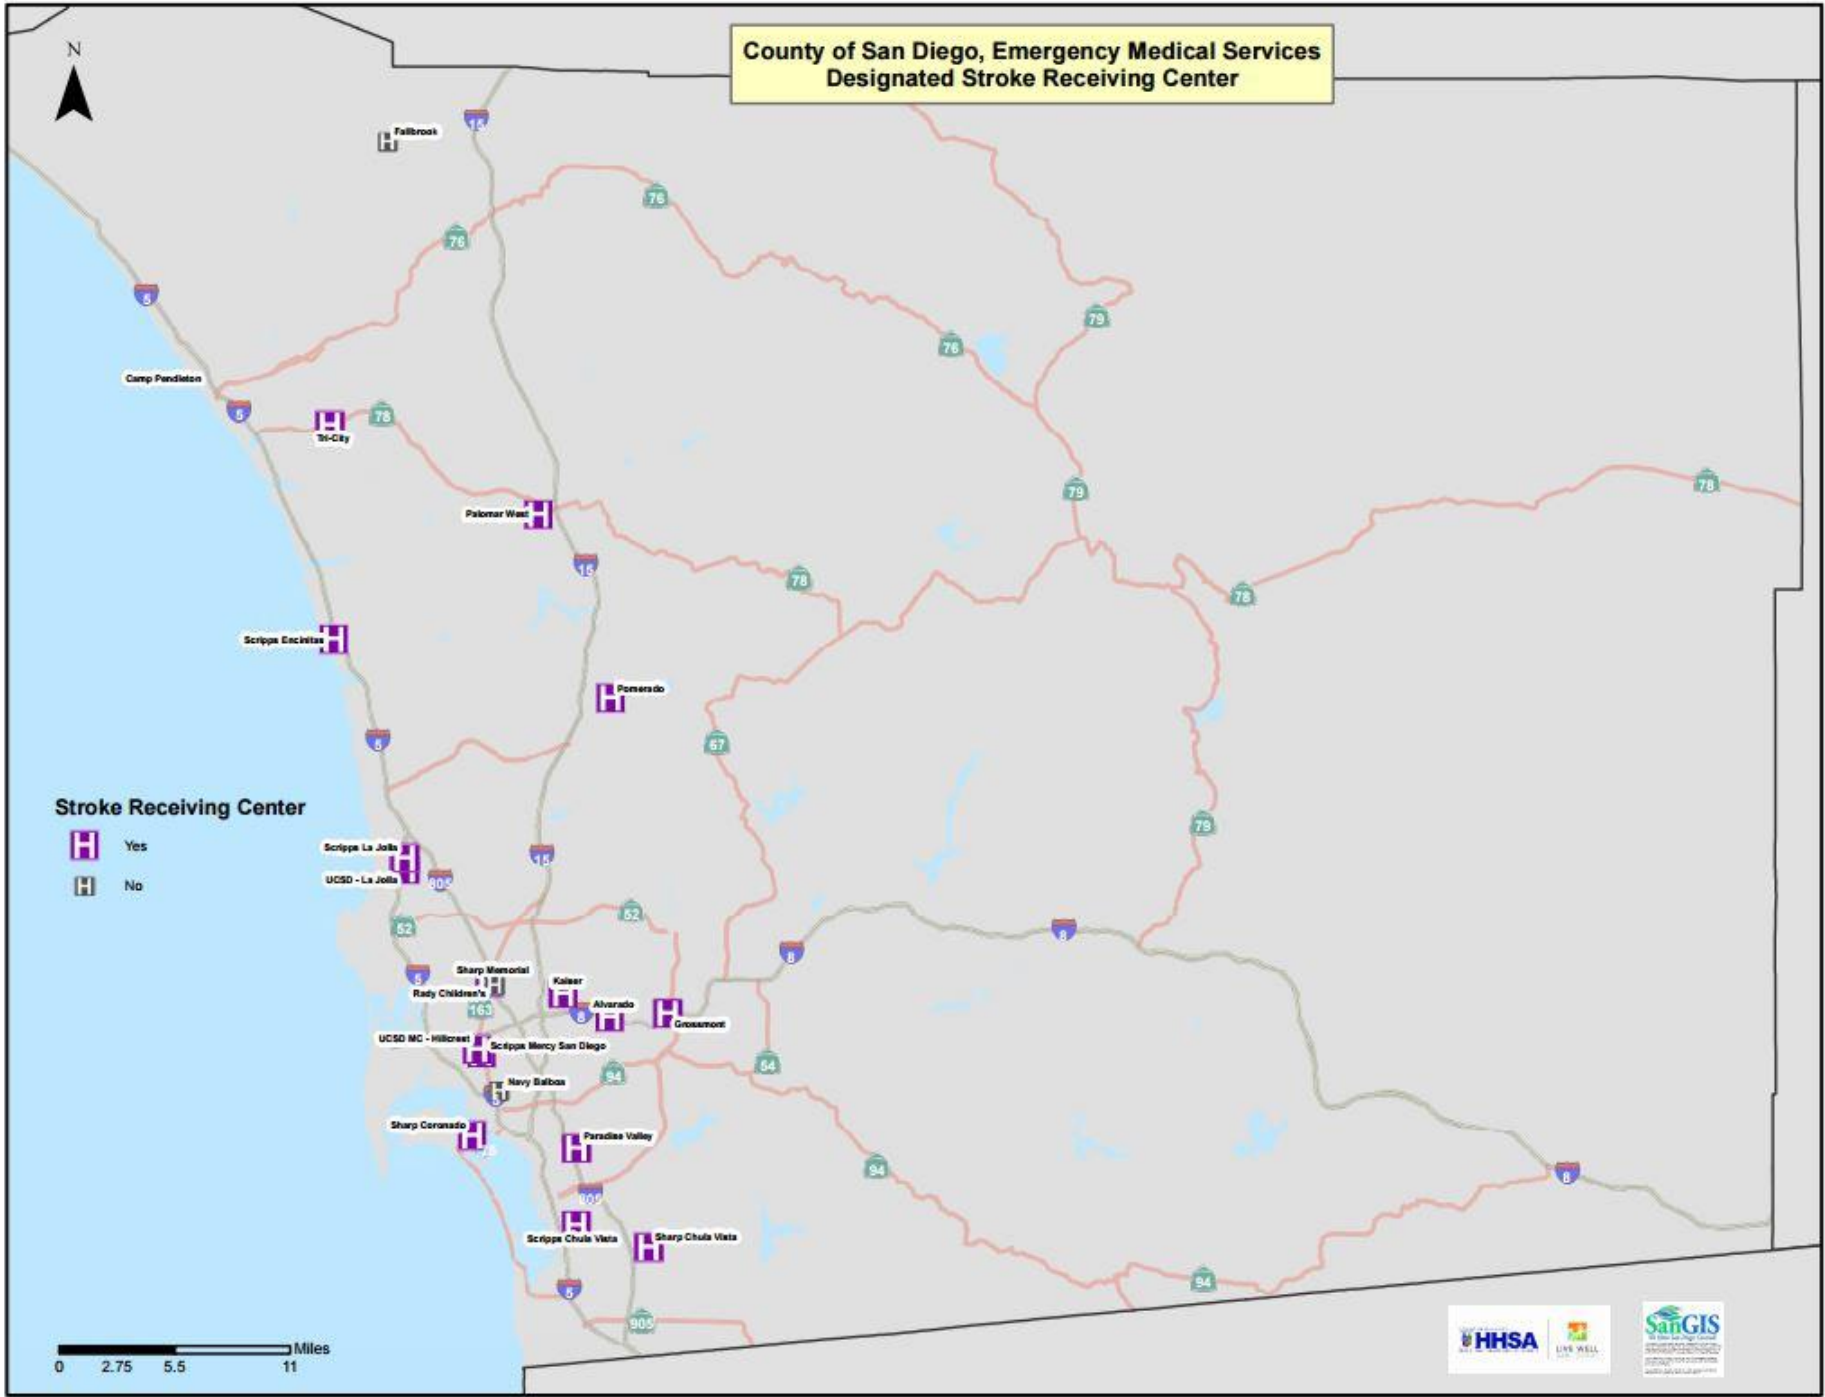 County of San Diego, Emergency Medical Services
Designated Stroke Receiving Center
N
Fallbrook
15
76
76
5
79
76
Camp Pendleton
5
78
Tri-City
78
79
Palomar West
15
78
78
Scripps Encinitas
Pomerado
5
67
Stroke Receiving Center
Yes
No
79
Scripps La Jolla
15
UCSD - La Jolla
805
52
52
8
8
5
Sharp Memorial
Kaiser
Rady Children's
Alvarado
163
8
Grossmont
UCSD MC - Hillcrest
Scripps Mercy San Diego
54
94
Navy Balboa
5
Sharp Coronado
Paradise Valley
94
8
805
Scripps Chula Vista
Sharp Chula Vista
5
94
905
Miles
0 2.75 5.5 11
HHSA
LIVE WELL
SanGIS